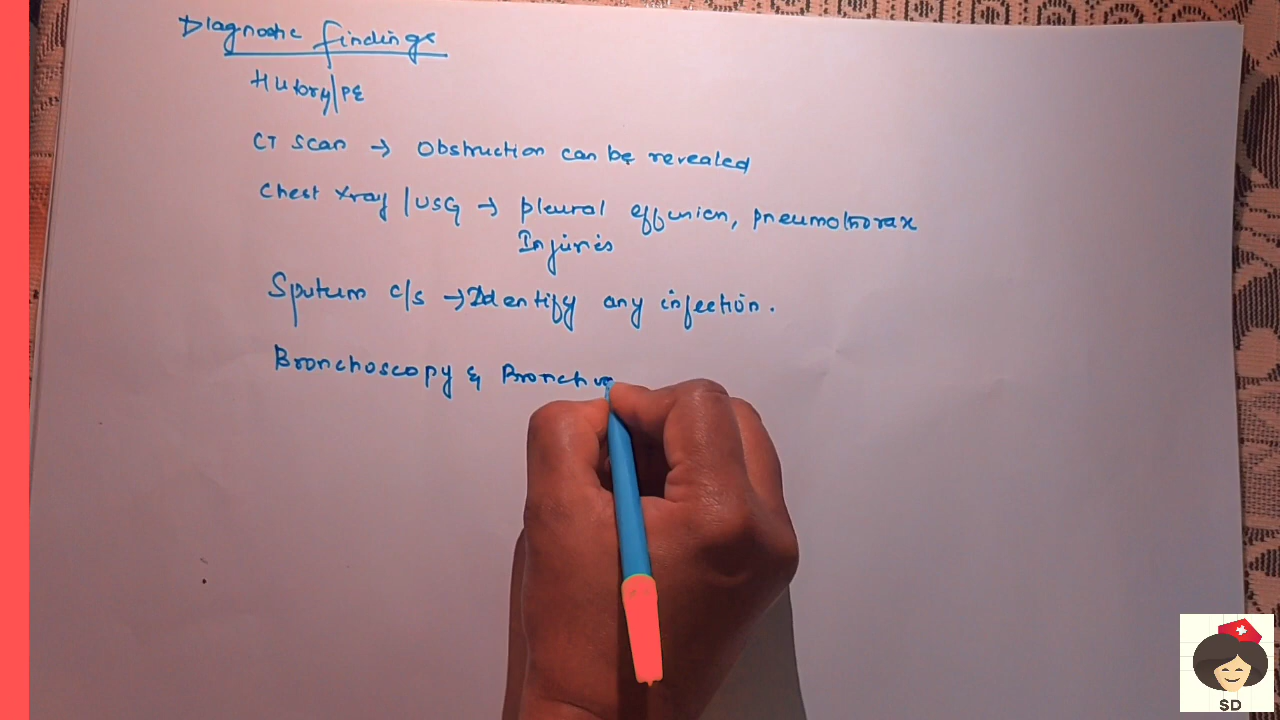 Diagnostic findings
History/PE
CT scan → Obstruction can be revealed
Chest xray/USG → pleural effusion, pneumothorax
Injuries
Sputum c/s → Identify any infection.
Bronchoscopy & Bronch
SD